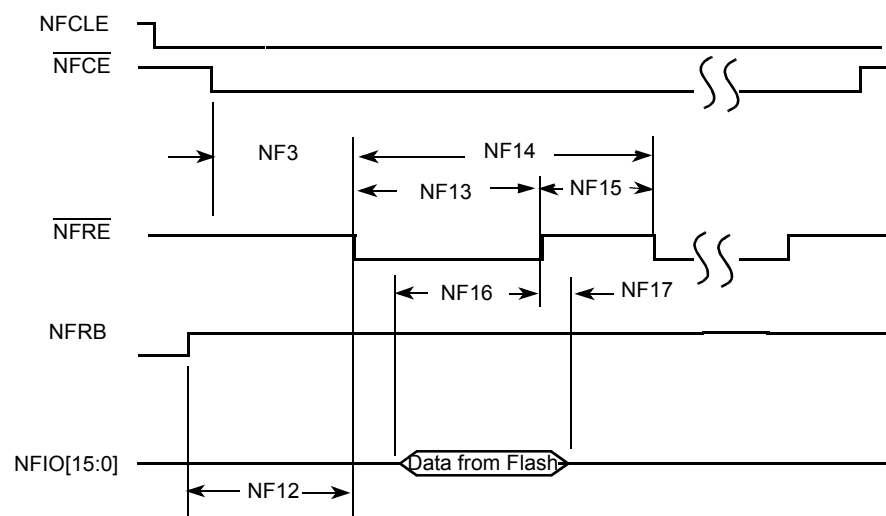 NFCLE
NFCE
NF3
NF14
NF13
NF15
NFRE
NF16
NF17
NFRB
NFIO[15:0]
Data from Flash
NF12